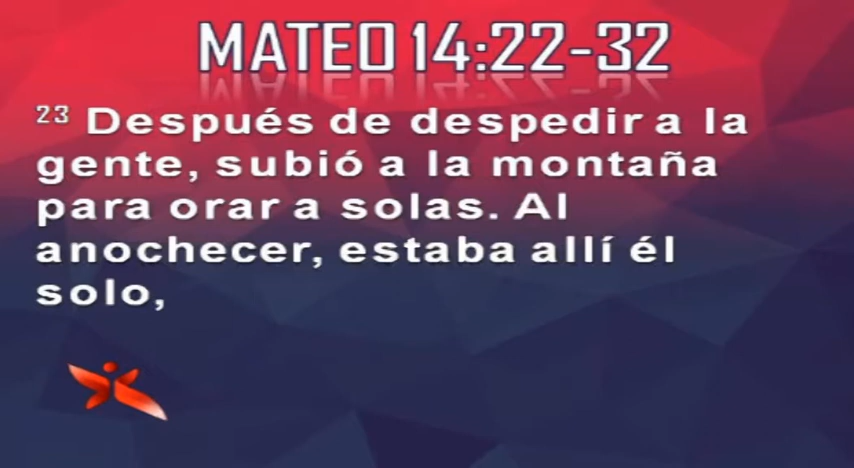 MATEO 14:22-32
23 Después de despedir a la
gente, subió a la montaña
para orar a solas. Al
anochecer, estaba allí él
solo,